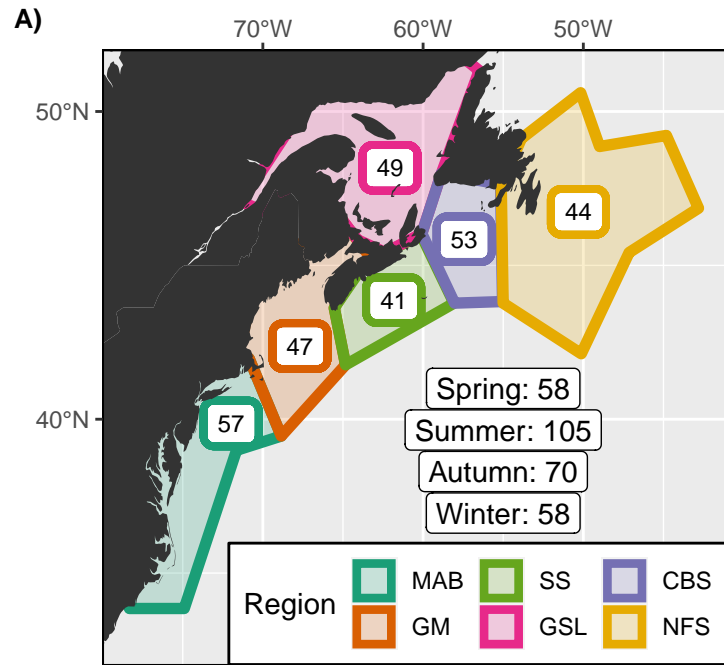 A)
70°W 60°W 50°W
50°N
49
44
53
41
47
Spring: 58
40°N
57
Summer: 105
Autumn: 70
Winter: 58
Region
MAB SS CBS
GM GSL NFS